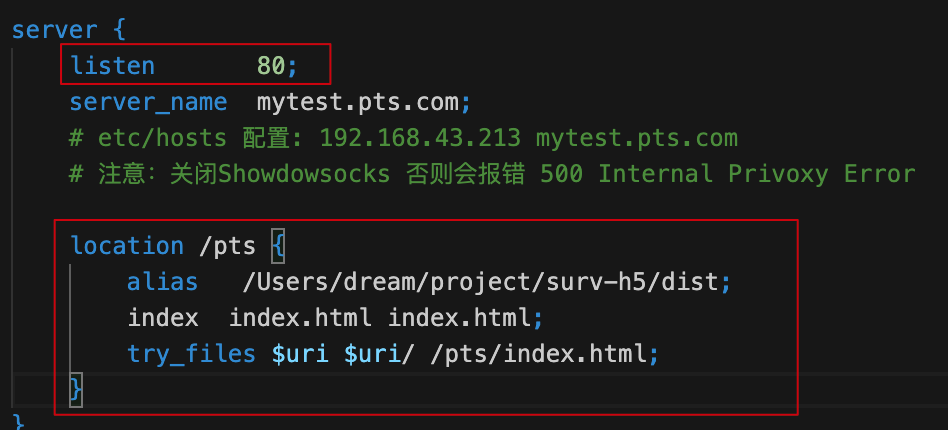 server {
listen 80;
server_name mytest.pts.com;
# etc/hosts 配置: 192.168.43.213 mytest.pts.com
# 注意: 关闭Showdowsocks 否则会报错 500 Internal Privoxy Error
location /pts {
alias /Users/dream/project/surv-h5/dist;
index index.html index.html;
try_files $uri $uri/ /pts/index.html;
}
}